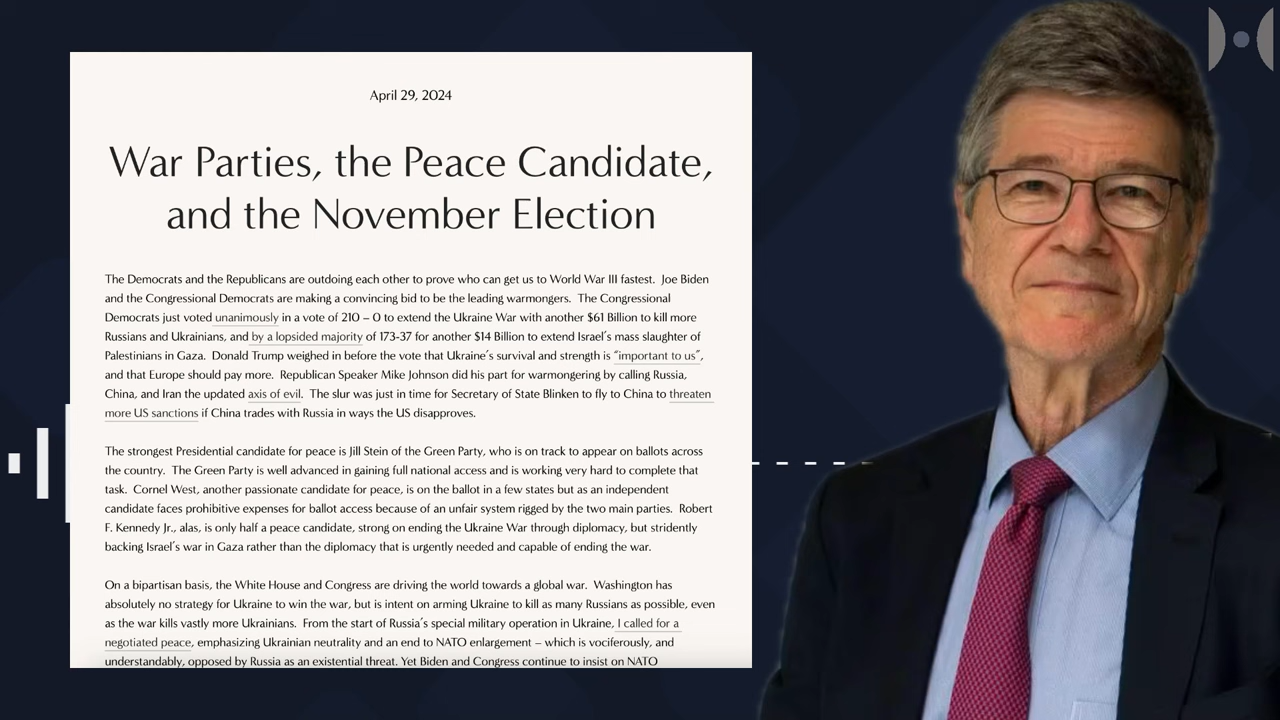 April 29, 2024
War Parties, the Peace Candidate,
and the November Election
The Democrats and the Republicans are outdoing each other to prove who can get us to World War III fastest. Joe Biden
and the Congressional Democrats are making a convincing bid to be the leading warmongers. The Congressional
Democrats just voted unanimously in a vote of 210 – 0 to extend the Ukraine War with another $61 Billion to kill more
Russians and Ukrainians, and by a lopsided majority of 173-37 for another $14 Billion to extend Israel's mass slaughter of
Palestinians in Gaza. Donald Trump weighed in before the vote that Ukraine's survival and strength is "important to us",
and that Europe should pay more. Republican Speaker Mike Johnson did his part for warmongering by calling Russia,
China, and Iran the updated axis of evil. The slur was just in time for Secretary of State Blinken to fly to China to threaten
more US sanctions if China trades with Russia in ways the US disapproves.
The strongest Presidential candidate for peace is Jill Stein of the Green Party, who is on track to appear on ballots across
the country. The Green Party is well advanced in gaining full national access and is working very hard to complete that
task. Cornel West, another passionate candidate for peace, is on the ballot in a few states but as an independent
candidate faces prohibitive expenses for ballot access because of an unfair system rigged by the two main parties. Robert
F. Kennedy Jr., alas, is only half a peace candidate, strong on ending the Ukraine War through diplomacy, but stridently
backing Israel's war in Gaza rather than the diplomacy that is urgently needed and capable of ending the war.
On a bipartisan basis, the White House and Congress are driving the world towards a global war. Washington has
absolutely no strategy for Ukraine to win the war, but is intent on arming Ukraine to kill as many Russians as possible, even
as the war kills vastly more Ukrainians. From the start of Russia's special military operation in Ukraine, I called for a
negotiated peace, emphasizing Ukrainian neutrality and an end to NATO enlargement – which is vociferously, and
understandably, opposed by Russia as an existential threat. Yet Biden and Congress continue to insist on NATO